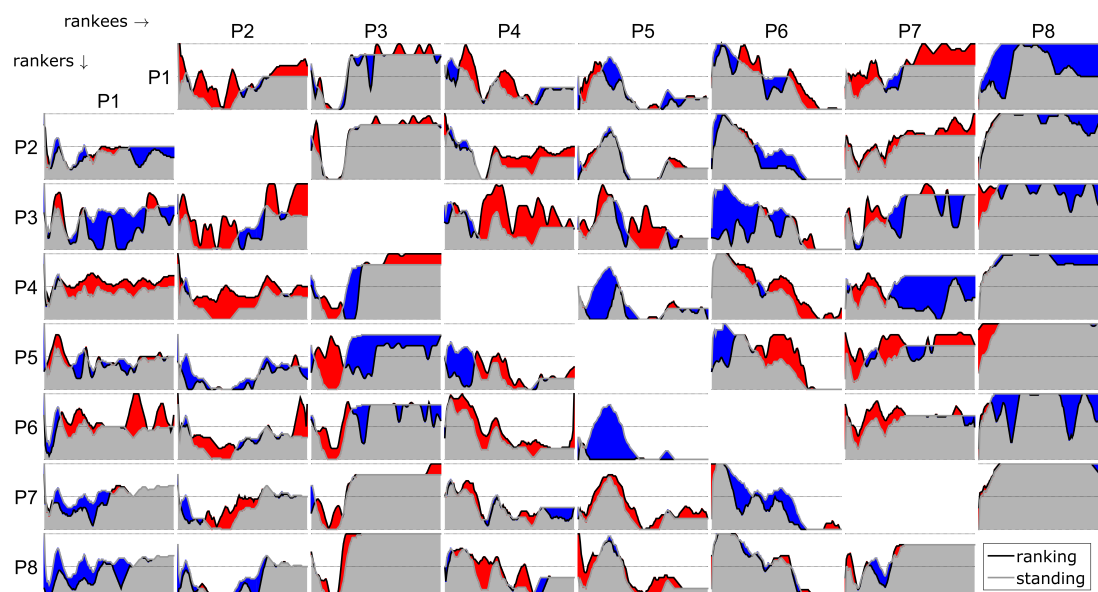 rankees →
P2 P3 P4 P5 P6 P7 P8
rankers ↓
P1
P1
P2
P3
P4
P5
P6
P7
P8
ranking
standing